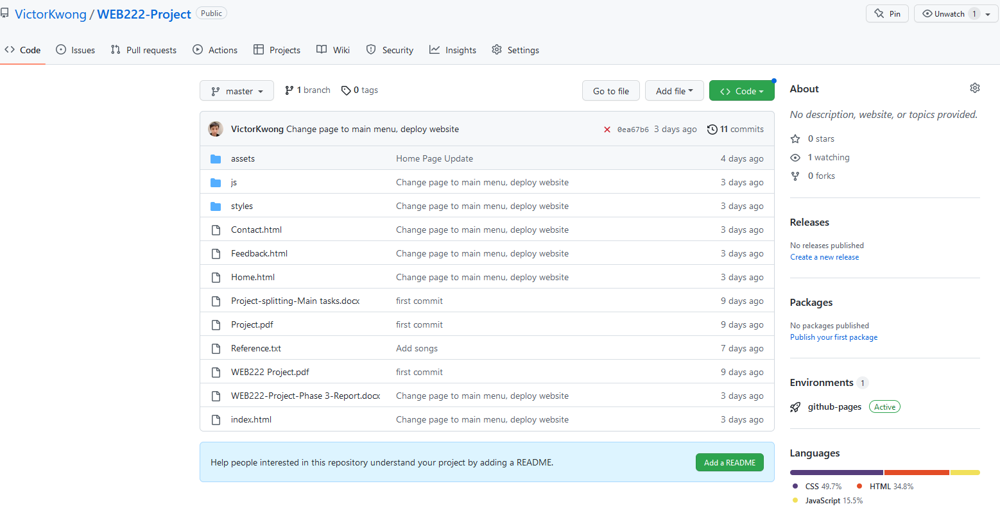 VictorKwong / WEB222-Project Public
Pin
Unwatch 1
Code Issues Pull requests Actions Projects Wiki Security Insights Settings
master 1 branch 0 tags Go to file Add file Code
VictorKwong Change page to main menu, deploy website 0ea67b6 3 days ago 11 commits
assets Home Page Update 4 days ago
js Change page to main menu, deploy website 3 days ago
styles Change page to main menu, deploy website 3 days ago
Contact.html Change page to main menu, deploy website 3 days ago
Feedback.html Change page to main menu, deploy website 3 days ago
Home.html Change page to main menu, deploy website 3 days ago
Project-splitting-Main tasks.docx first commit 9 days ago
Project.pdf first commit 9 days ago
Reference.txt Add songs 7 days ago
WEB222 Project.pdf first commit 9 days ago
WEB222-Project-Phase 3-Report.docx Change page to main menu, deploy website 3 days ago
index.html Change page to main menu, deploy website 3 days ago
Help people interested in this repository understand your project by adding a README. Add a README
About
No description, website, or topics provided.
0 stars
1 watching
0 forks
Releases
No releases published
Create a new release
Packages
No packages published
Publish your first package
Environments 1
github-pages Active
Languages
CSS 49.7% HTML 34.8%
JavaScript 15.5%